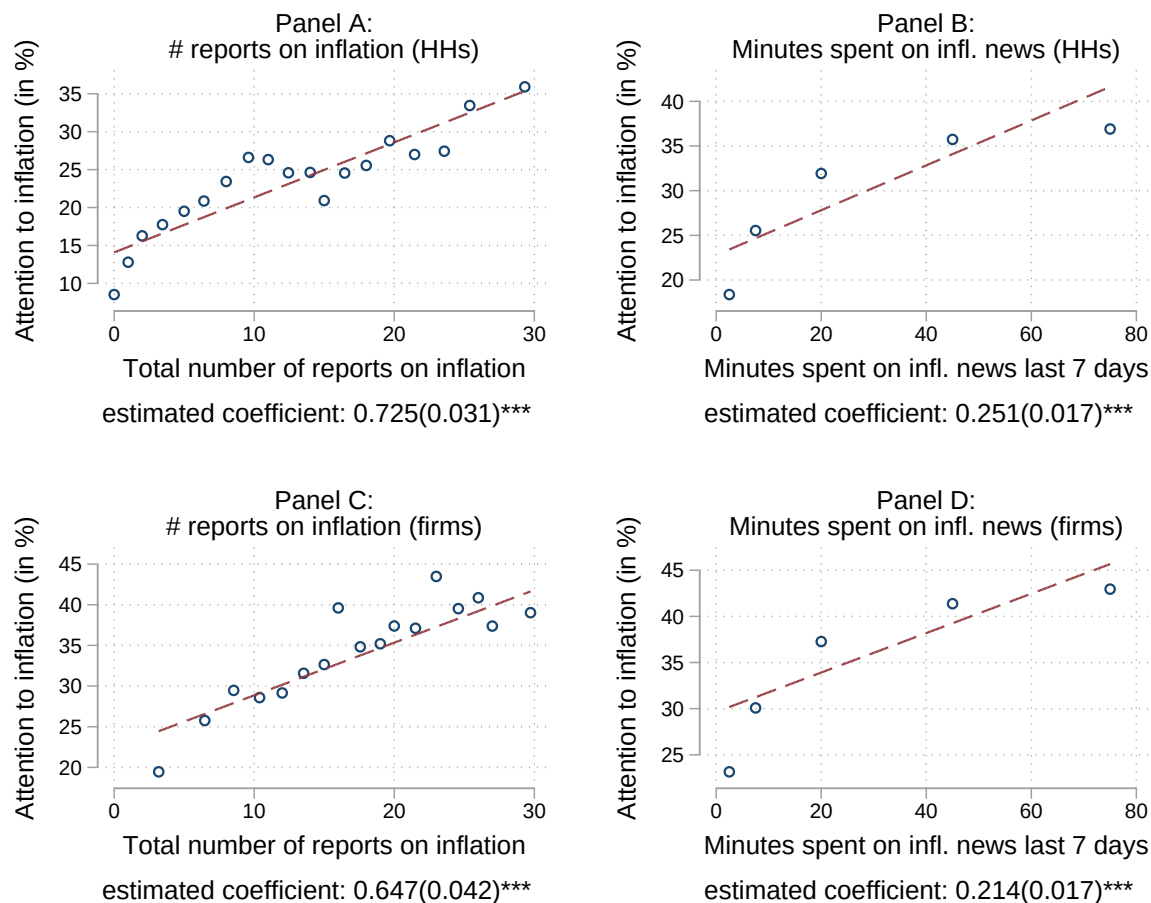 Panel A:
# reports on inflation (HHs)
Attention to inflation (in %)
35
30
25
20
15
10
0 10 20 30
Total number of reports on inflation
estimated coefficient: 0.725(0.031)***
Panel B:
Minutes spent on infl. news (HHs)
Attention to inflation (in %)
40
35
30
25
20
0 20 40 60 80
Minutes spent on infl. news last 7 days
estimated coefficient: 0.251(0.017)***
Panel C:
# reports on inflation (firms)
Attention to inflation (in %)
45
40
35
30
25
20
0 10 20 30
Total number of reports on inflation
estimated coefficient: 0.647(0.042)***
Panel D:
Minutes spent on infl. news (firms)
Attention to inflation (in %)
45
40
35
30
25
0 20 40 60 80
Minutes spent on infl. news last 7 days
estimated coefficient: 0.214(0.017)***